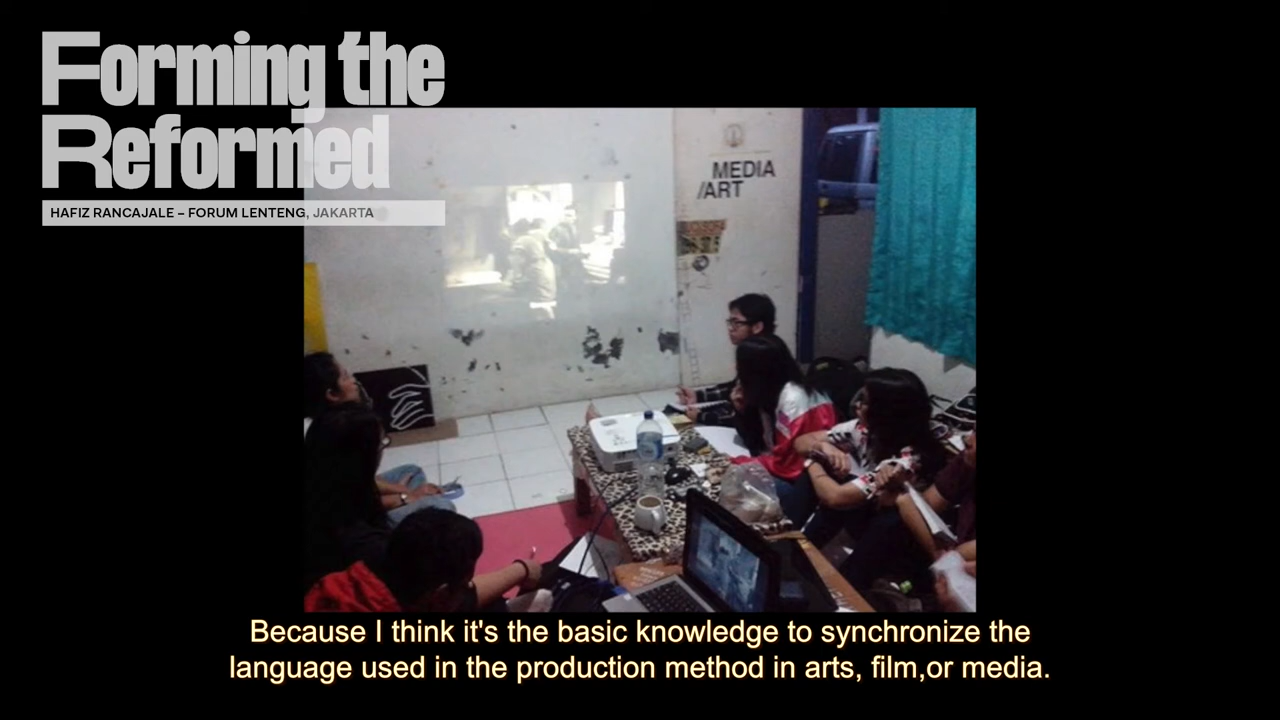 Forming the
Reformed
HAFIZ RANCAJALE – FORUM LENTENG, JAKARTA
MEDIA
/ART
Because I think it's the basic knowledge to synchronize the
language used in the production method in arts, film,or media.